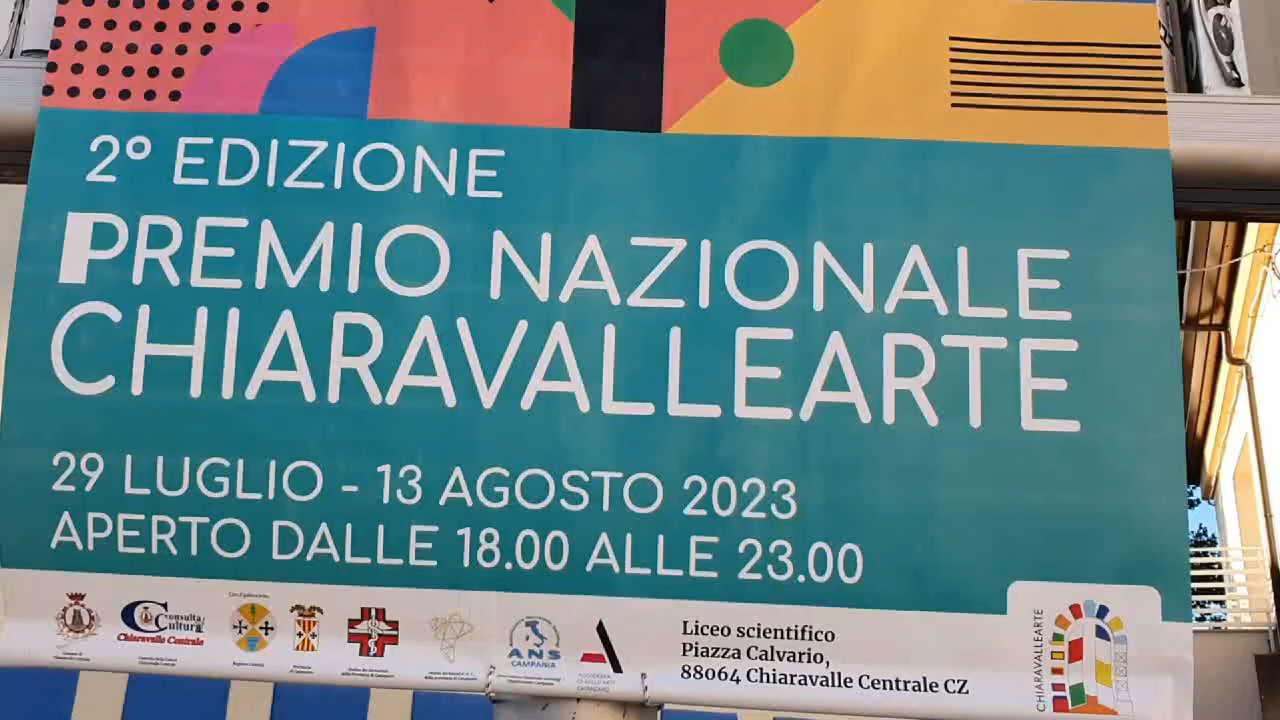 2° EDIZIONE
PREMIO NAZIONALE
CHIARAVALLEARTE
29 LUGLIO - 13 AGOSTO 2023
APERTO DALLE 18.00 ALLE 23.00
Consulta
Cultura
Chiaravalle Centrale
ANS
CAMPANIA
Liceo scientifico
Piazza Calvario,
88064 Chiaravalle Centrale CZ
CHIARAVALLEARTE